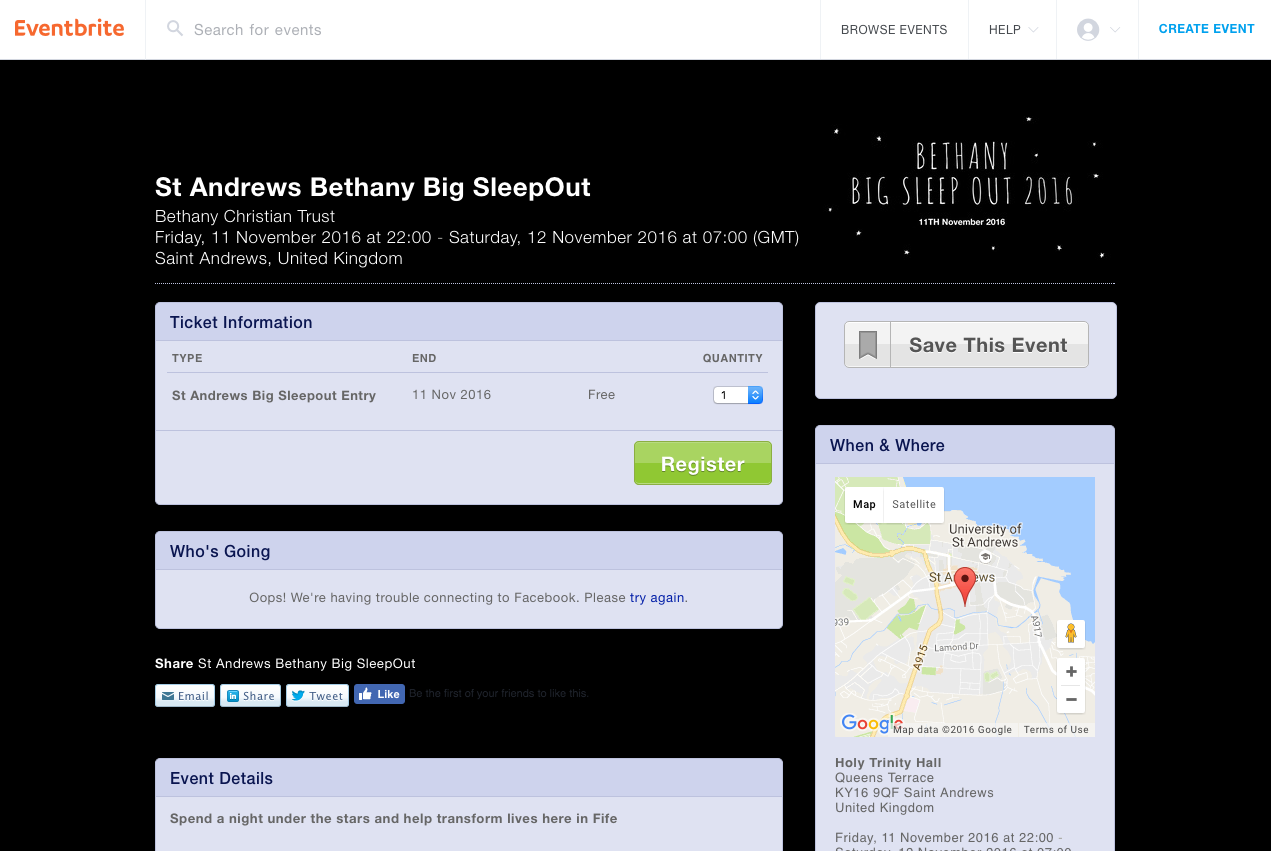 Eventbrite
Search for events
BROWSE EVENTS
HELP
CREATE EVENT
BETHANY
BIG SLEEP OUT 2016
11TH November 2016
St Andrews Bethany Big SleepOut
Bethany Christian Trust
Friday, 11 November 2016 at 22:00 - Saturday, 12 November 2016 at 07:00 (GMT)
Saint Andrews, United Kingdom
Ticket Information
TYPE END QUANTITY
St Andrews Big Sleepout Entry 11 Nov 2016 Free 1
Register
Save This Event
Who's Going
Oops! We're having trouble connecting to Facebook. Please try again.
Share St Andrews Bethany Big SleepOut
Email Share Tweet Like Be the first of your friends to like this.
Event Details
Spend a night under the stars and help transform lives here in Fife
When & Where
Map Satellite
University of
St Andrews
St Andrews
939
A917
Lamond Dr
A915
+
−
Google Map data ©2016 Google Terms of Use
Holy Trinity Hall
Queens Terrace
KY16 9QF Saint Andrews
United Kingdom
Friday, 11 November 2016 at 22:00 -
Saturday, 12 November 2016 at 07:00